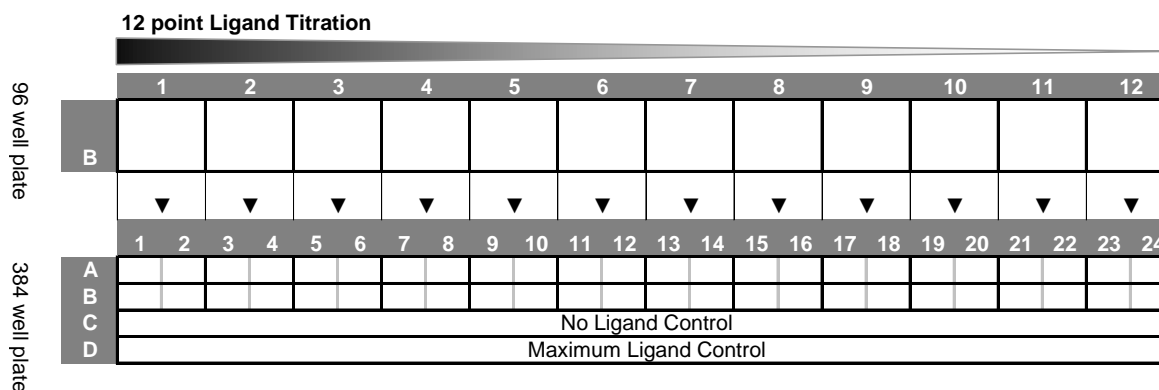 12 point Ligand Titration
96 well plate
1 2 3 4 5 6 7 8 9 10 11 12
B
▼ ▼ ▼ ▼ ▼ ▼ ▼ ▼ ▼ ▼ ▼ ▼
384 well plate
1 2 3 4 5 6 7 8 9 10 11 12 13 14 15 16 17 18 19 20 21 22 23 24
A
B
C No Ligand Control
D Maximum Ligand Control